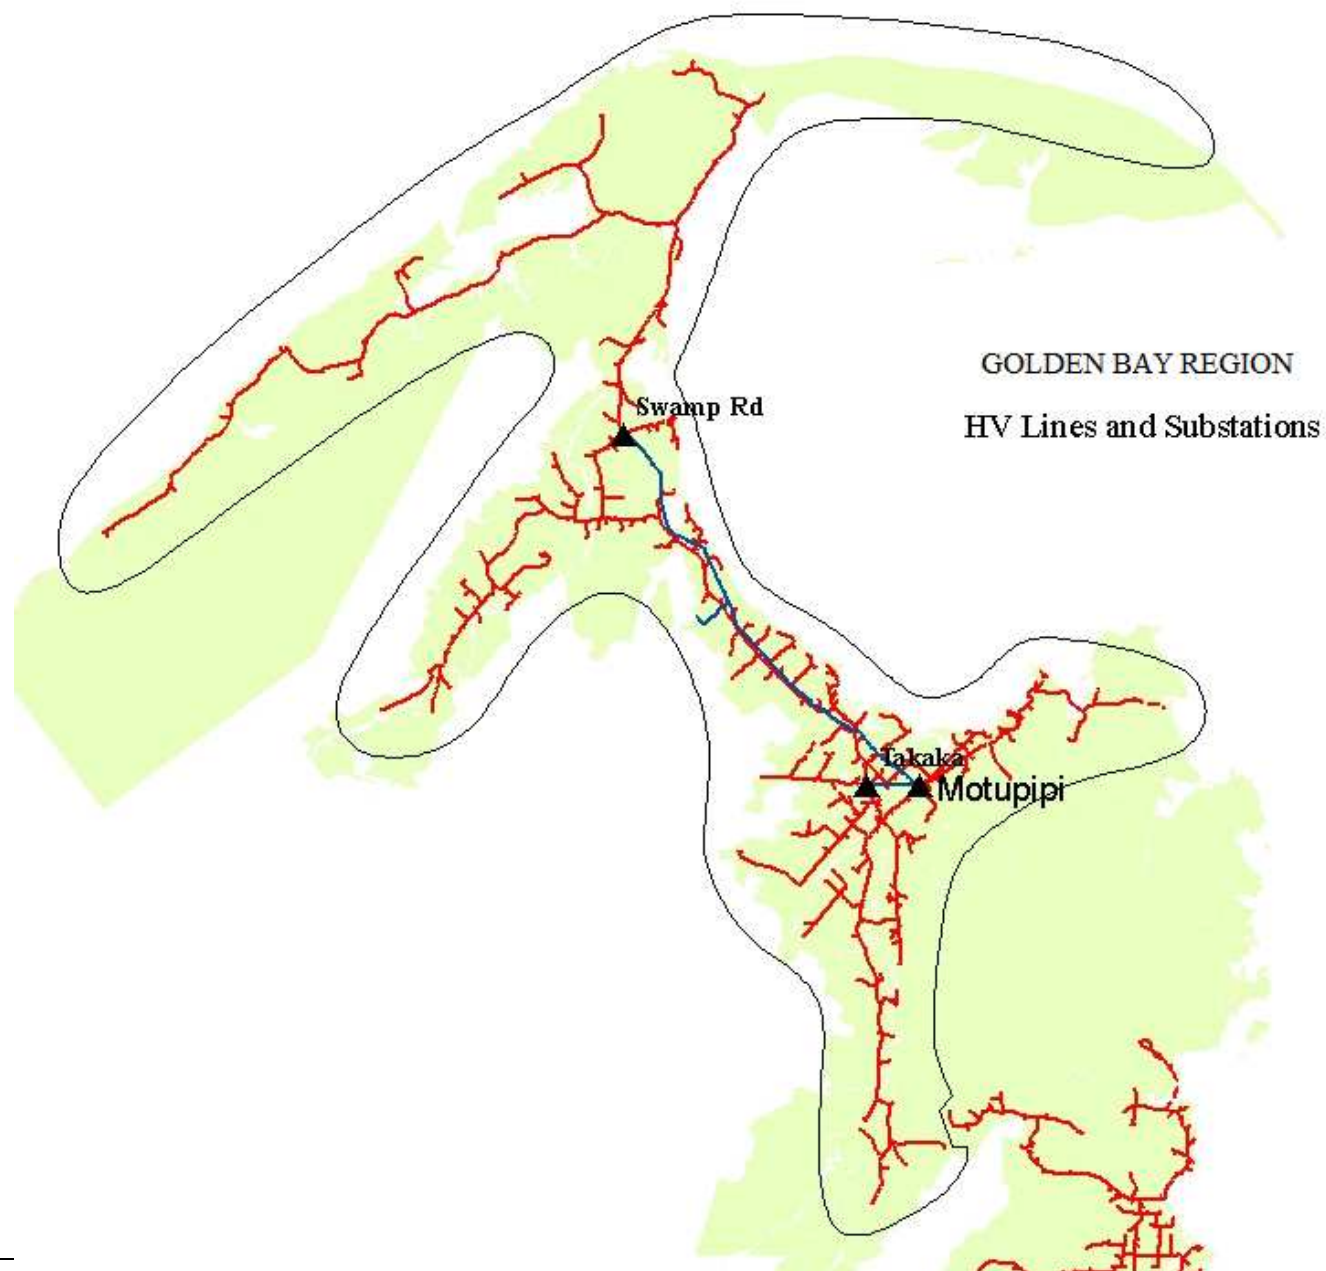 GOLDEN BAY REGION
HV Lines and Substations
Swamp Rd
Takaka
Motupipi